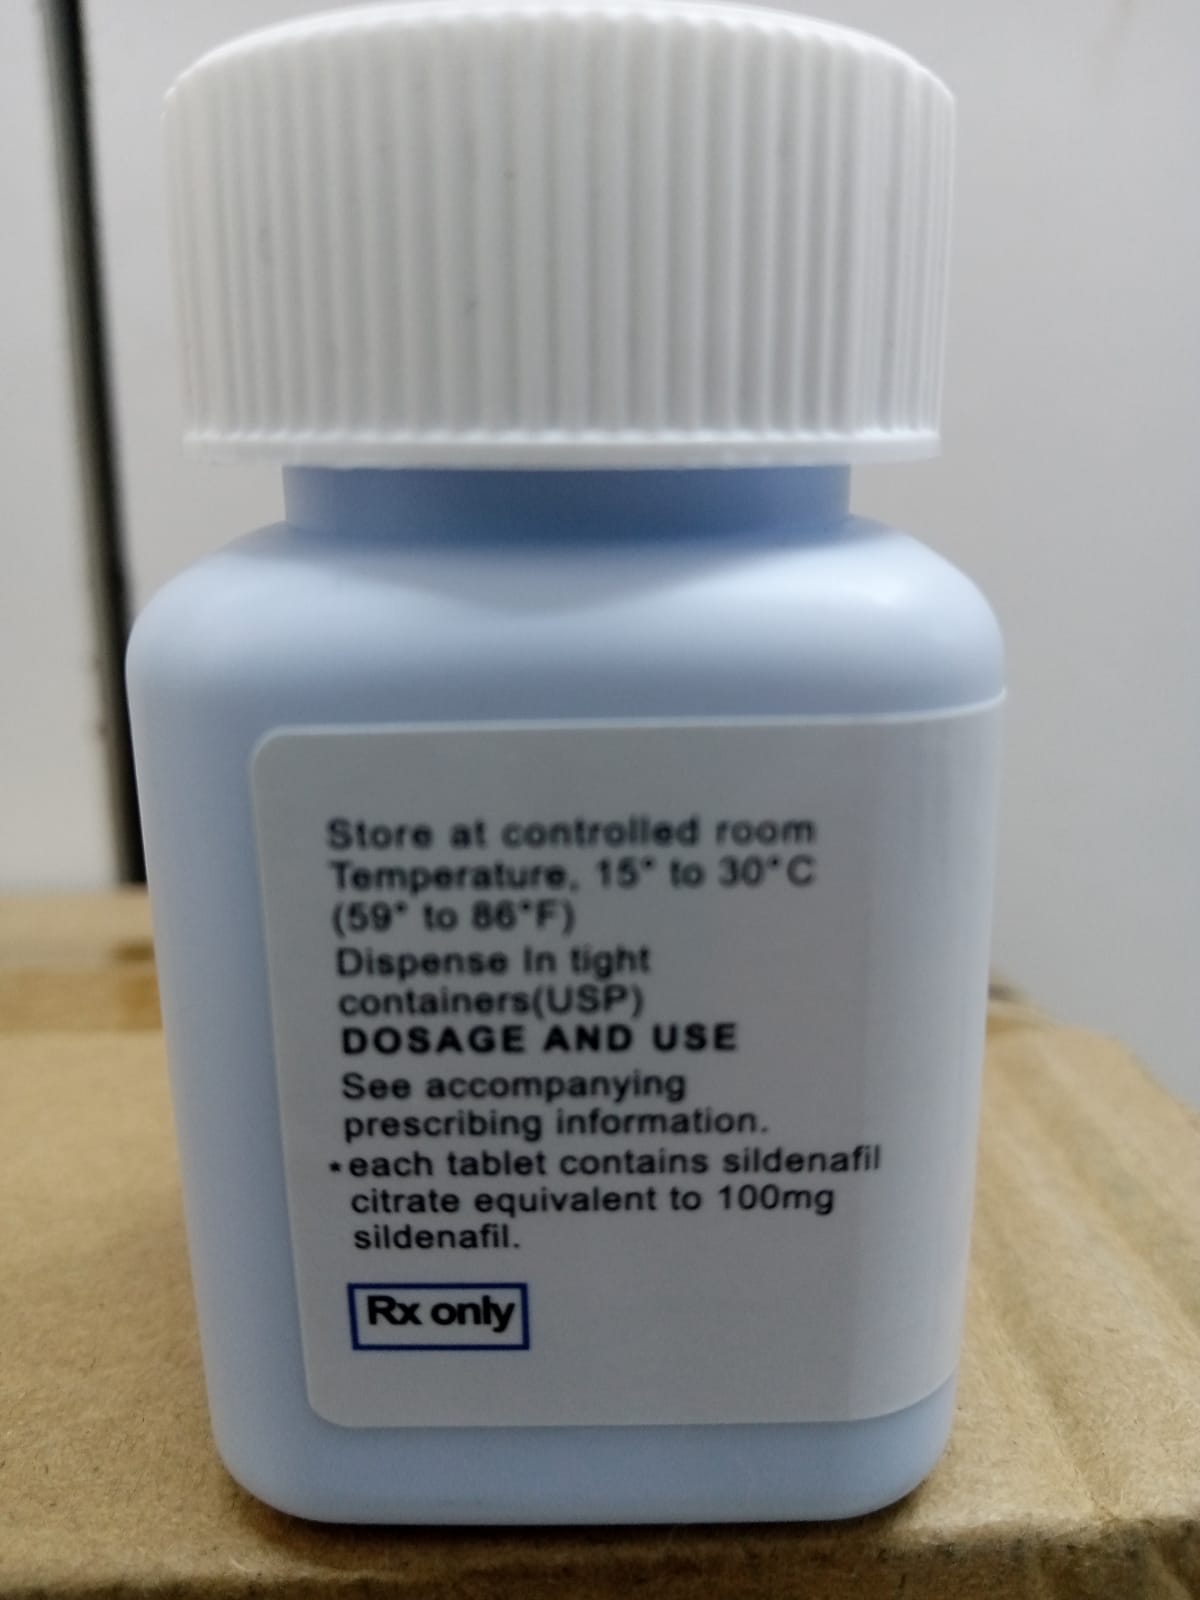 Store at controlled room
Temperature, 15° to 30°C
(59° to 86°F)
Dispense In tight
containers(USP)
DOSAGE AND USE
See accompanying
prescribing information.
*each tablet contains sildenafil
citrate equivalent to 100mg
sildenafil.
Rx only